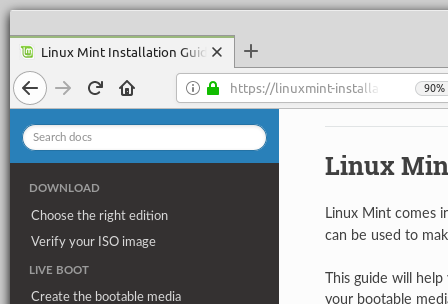 Linux Mint Installation Guid
https://linuxmint-installa
90%
Search docs
DOWNLOAD
Choose the right edition
Verify your ISO image
LIVE BOOT
Create the bootable media
Linux Min
Linux Mint comes in
can be used to mak
This guide will help
your bootable medi